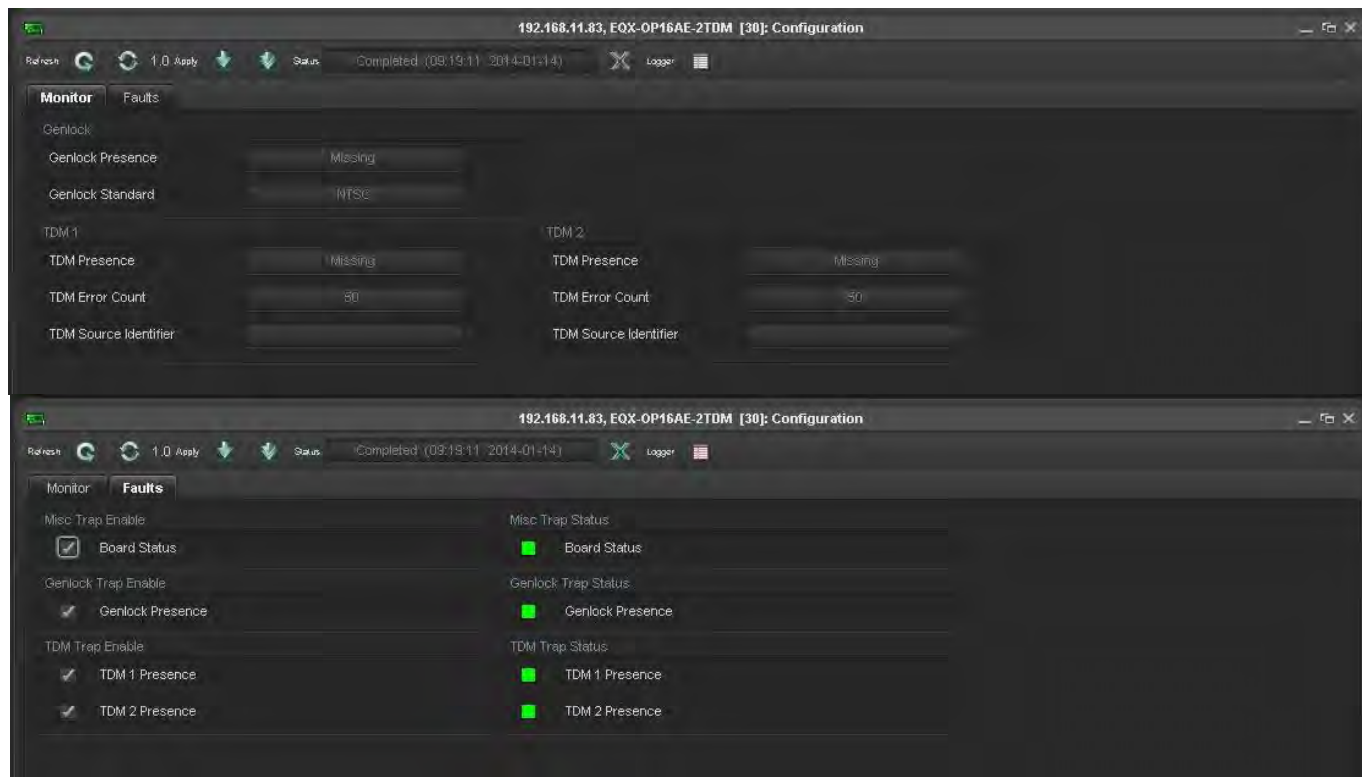 192.168.11.83, EQX-OP16AE-2TDM [30]: Configuration
Refresh 1.0 Apply Status Completed (09:19:11 2014-01-14) Logger
Monitor Faults
Genlock
Genlock Presence Missing
Genlock Standard NTSC
TDM 1 TDM 2
TDM Presence Missing TDM Presence Missing
TDM Error Count 50 TDM Error Count 50
TDM Source Identifier TDM Source Identifier
192.168.11.83, EQX-OP16AE-2TDM [30]: Configuration
Refresh 1.0 Apply Status Completed (09:19:11 2014-01-14) Logger
Monitor Faults
Misc Trap Enable Misc Trap Status
Board Status Board Status
Genlock Trap Enable Genlock Trap Status
Genlock Presence Genlock Presence
TDM Trap Enable TDM Trap Status
TDM 1 Presence TDM 1 Presence
TDM 2 Presence TDM 2 Presence